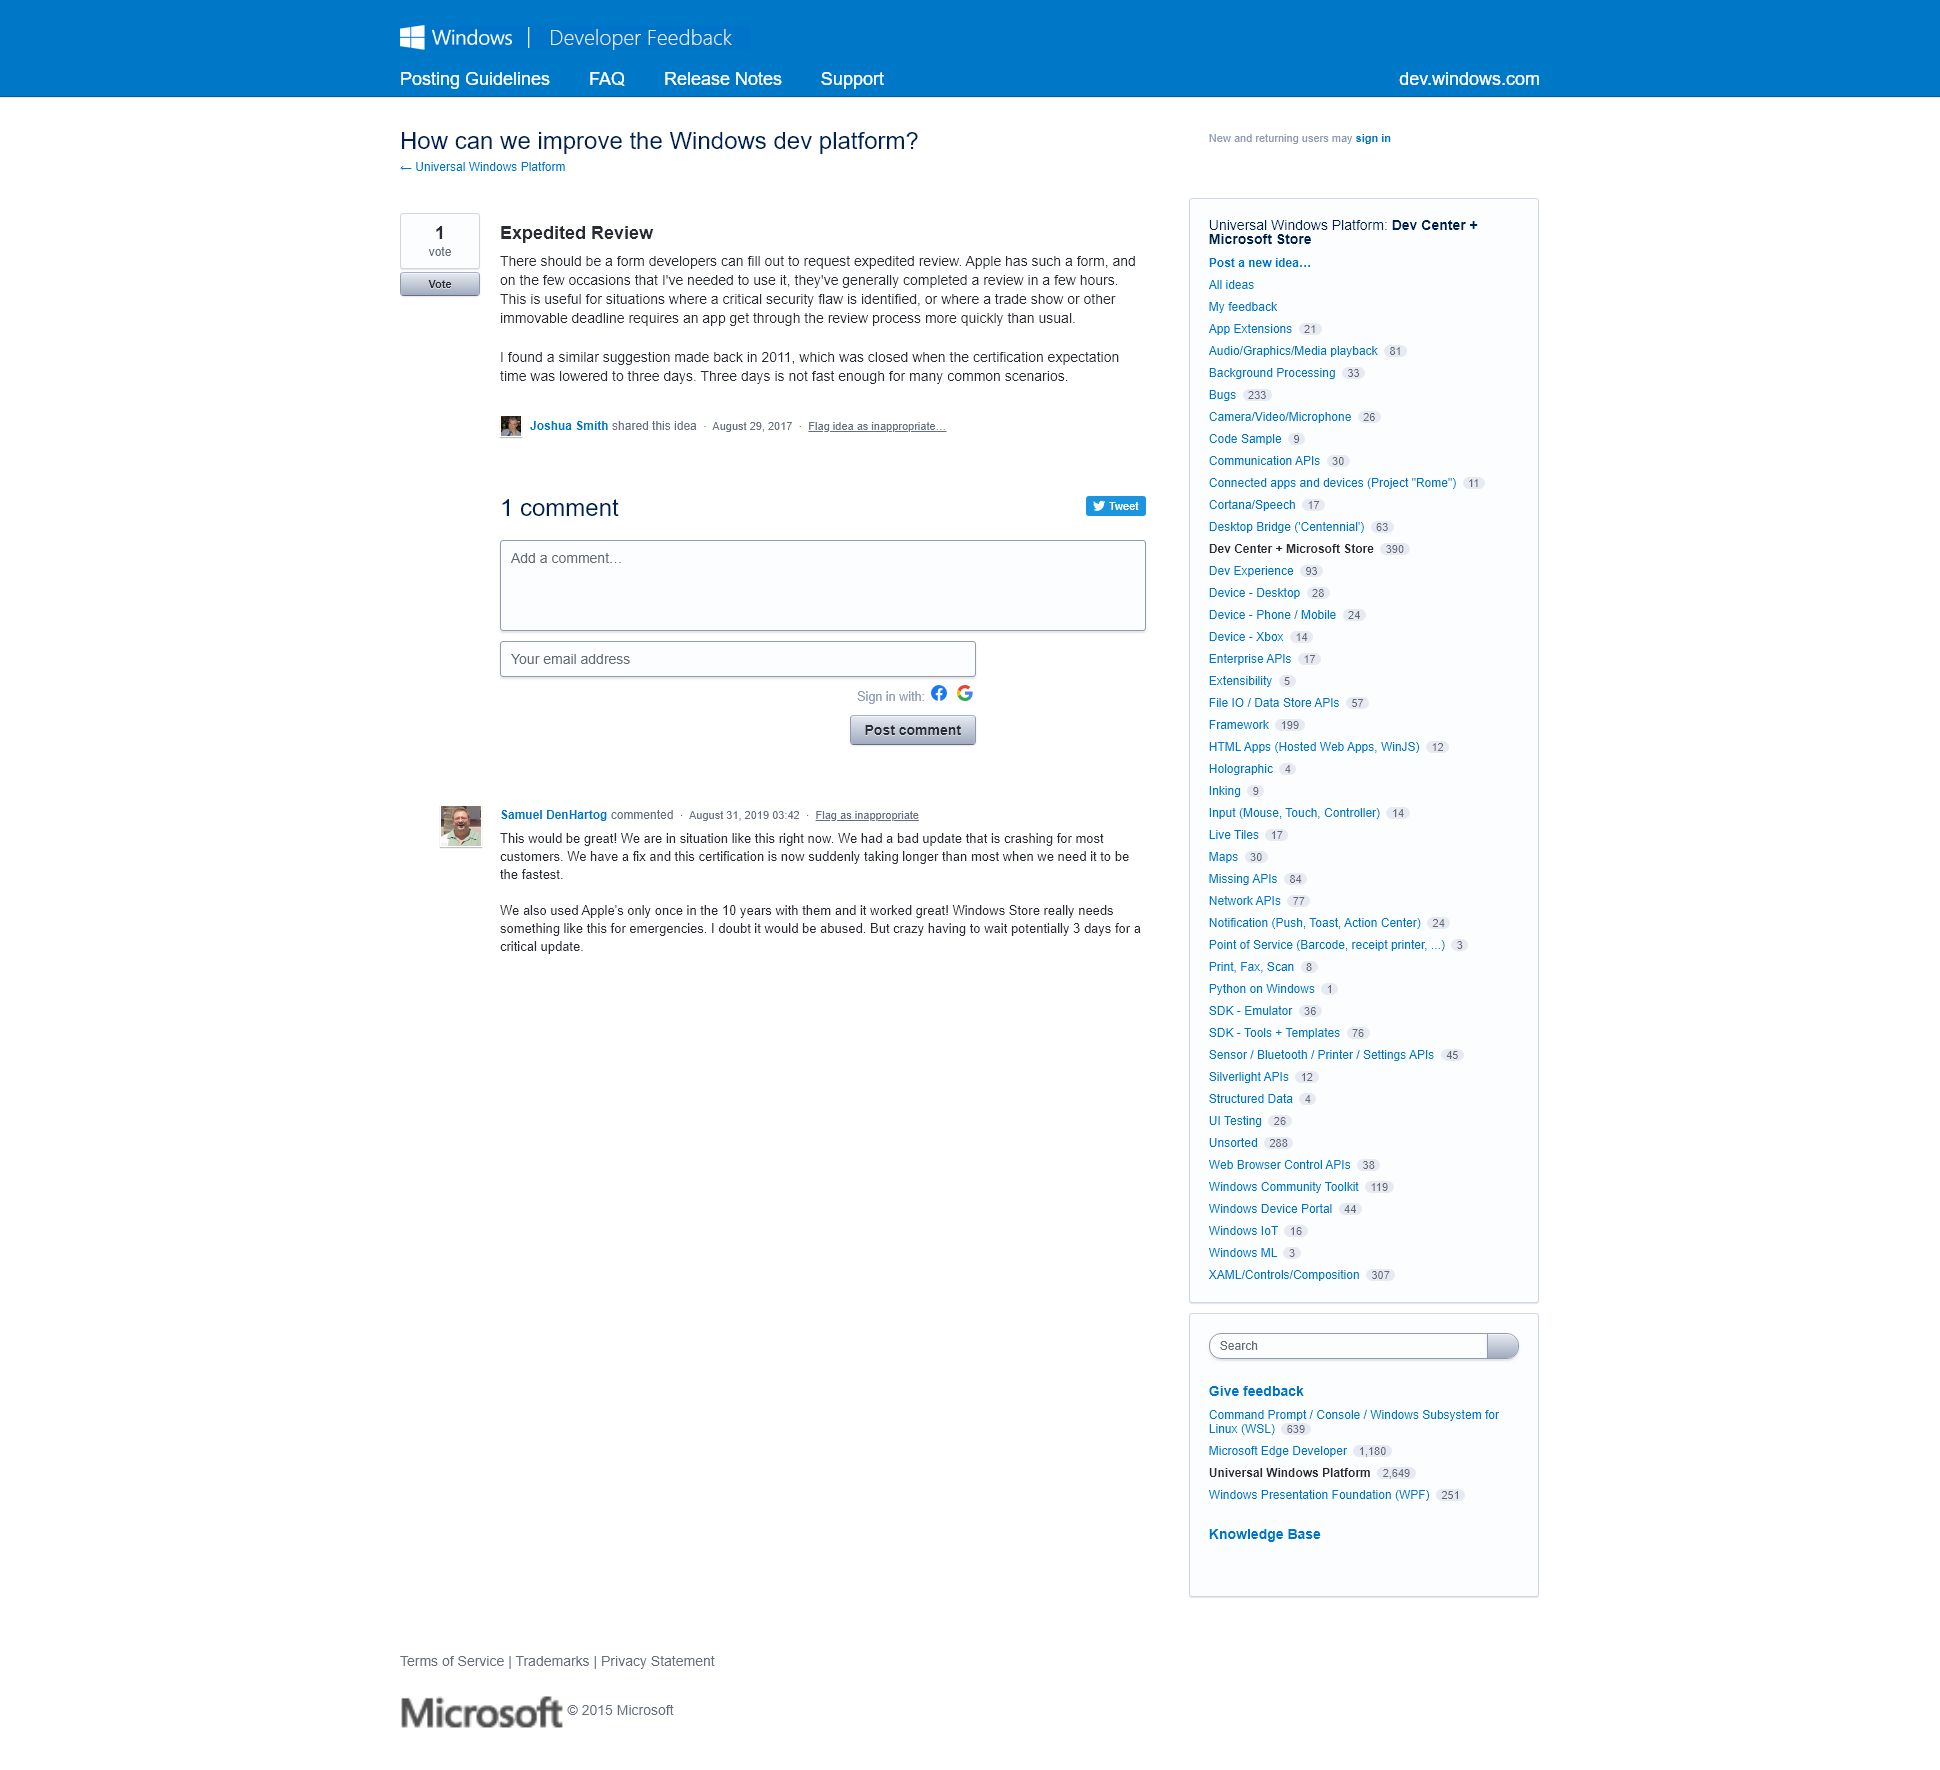 Windows | Developer Feedback
Posting Guidelines FAQ Release Notes Support dev.windows.com
How can we improve the Windows dev platform?
← Universal Windows Platform
New and returning users may sign in
1
vote
Vote
Expedited Review
There should be a form developers can fill out to request expedited review. Apple has such a form, and
on the few occasions that I've needed to use it, they've generally completed a review in a few hours.
This is useful for situations where a critical security flaw is identified, or where a trade show or other
immovable deadline requires an app get through the review process more quickly than usual.
I found a similar suggestion made back in 2011, which was closed when the certification expectation
time was lowered to three days. Three days is not fast enough for many common scenarios.
Joshua Smith shared this idea · August 29, 2017 · Flag idea as inappropriate…
1 comment
Tweet
Add a comment…
Your email address
Sign in with:
Post comment
Samuel DenHartog commented · August 31, 2019 03:42 · Flag as inappropriate
This would be great! We are in situation like this right now. We had a bad update that is crashing for most
customers. We have a fix and this certification is now suddenly taking longer than most when we need it to be
the fastest.
We also used Apple's only once in the 10 years with them and it worked great! Windows Store really needs
something like this for emergencies. I doubt it would be abused. But crazy having to wait potentially 3 days for a
critical update.
Universal Windows Platform: Dev Center +
Microsoft Store
Post a new idea…
All ideas
My feedback
App Extensions 21
Audio/Graphics/Media playback 81
Background Processing 33
Bugs 233
Camera/Video/Microphone 26
Code Sample 9
Communication APIs 30
Connected apps and devices (Project "Rome") 11
Cortana/Speech 17
Desktop Bridge ('Centennial') 63
Dev Center + Microsoft Store 390
Dev Experience 93
Device - Desktop 28
Device - Phone / Mobile 24
Device - Xbox 14
Enterprise APIs 17
Extensibility 5
File IO / Data Store APIs 57
Framework 199
HTML Apps (Hosted Web Apps, WinJS) 12
Holographic 4
Inking 9
Input (Mouse, Touch, Controller) 14
Live Tiles 17
Maps 30
Missing APIs 84
Network APIs 77
Notification (Push, Toast, Action Center) 24
Point of Service (Barcode, receipt printer, ...) 3
Print, Fax, Scan 8
Python on Windows 1
SDK - Emulator 36
SDK - Tools + Templates 76
Sensor / Bluetooth / Printer / Settings APIs 45
Silverlight APIs 12
Structured Data 4
UI Testing 26
Unsorted 288
Web Browser Control APIs 38
Windows Community Toolkit 119
Windows Device Portal 44
Windows IoT 16
Windows ML 3
XAML/Controls/Composition 307
Search
Give feedback
Command Prompt / Console / Windows Subsystem for
Linux (WSL) 639
Microsoft Edge Developer 1,180
Universal Windows Platform 2,649
Windows Presentation Foundation (WPF) 251
Knowledge Base
Terms of Service | Trademarks | Privacy Statement
Microsoft © 2015 Microsoft